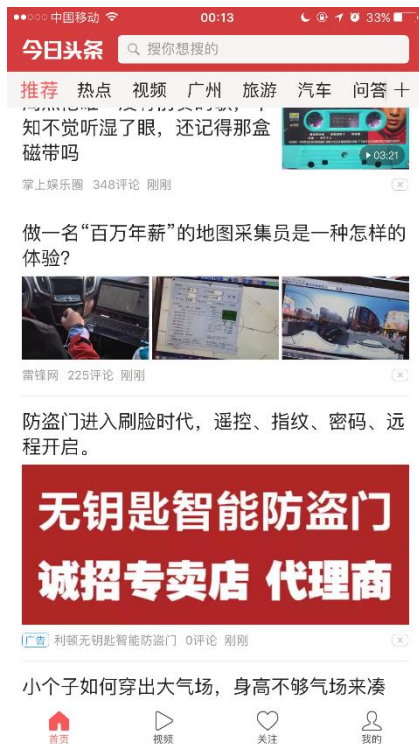 中国移动 00:13 33%
今日头条 搜你想搜的
推荐 热点 视频 广州 旅游 汽车 问答 +
知不觉听湿了眼，还记得那盒
磁带吗
03:21
掌上娱乐圈 348评论 刚刚
做一名“百万年薪”的地图采集员是一种怎样的
体验？
雷锋网 225评论 刚刚
防盗门进入刷脸时代，遥控、指纹、密码、远
程开启。
无钥匙智能防盗门
诚招专卖店 代理商
广告 利顿无钥匙智能防盗门 0评论 刚刚
小个子如何穿出大气场，身高不够气场来凑
首页 视频 关注 我的